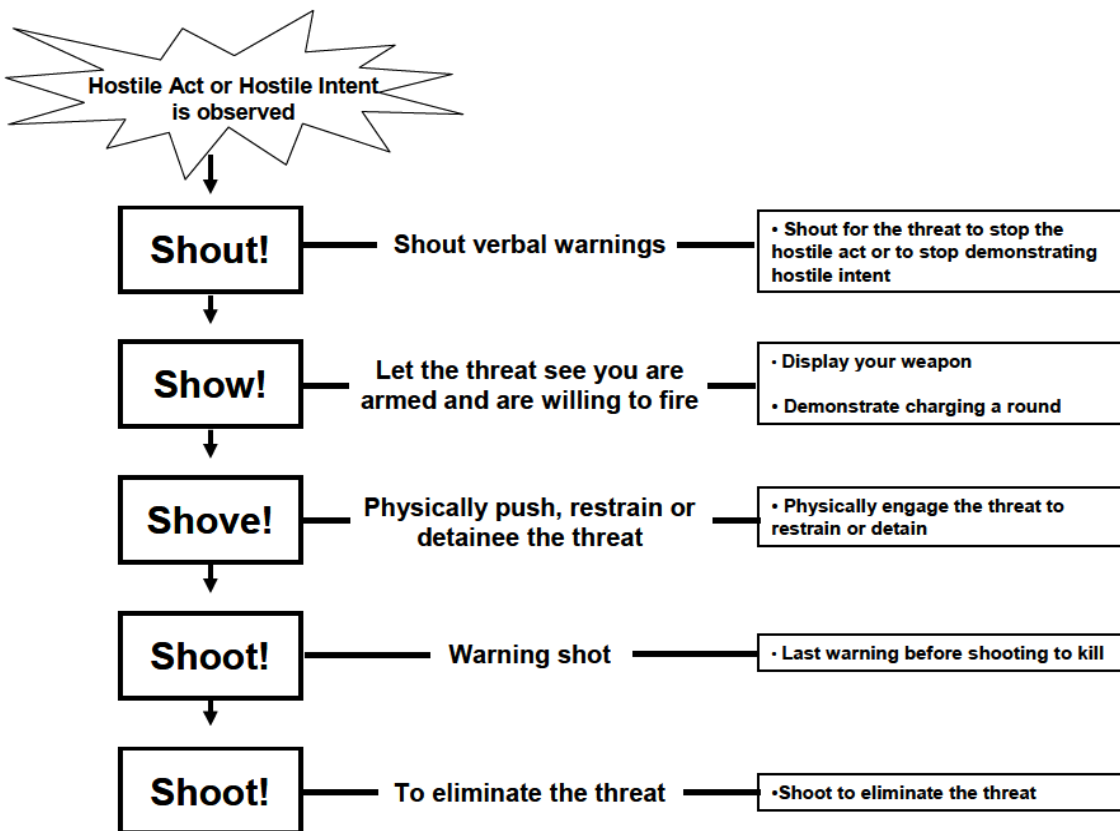 Hostile Act or Hostile Intent
is observed
Shout!
Shout verbal warnings
• Shout for the threat to stop the
hostile act or to stop demonstrating
hostile intent
Show!
Let the threat see you are
armed and are willing to fire
· Display your weapon
• Demonstrate charging a round
Shove!
Physically push, restrain or
detainee the threat
• Physically engage the threat to
restrain or detain
Shoot!
Warning shot
· Last warning before shooting to kill
Shoot!
To eliminate the threat
•Shoot to eliminate the threat